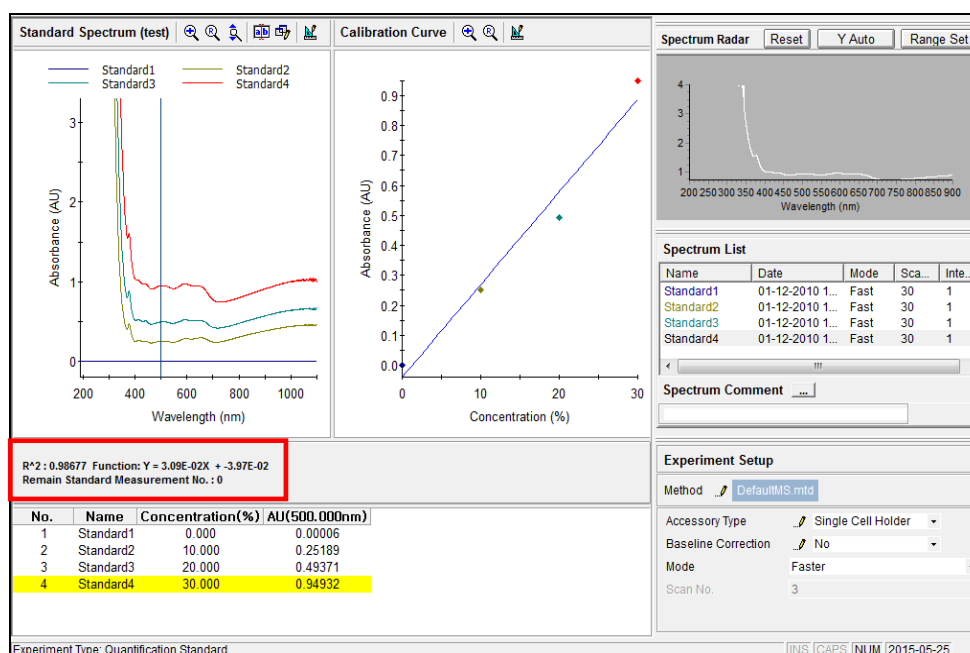 Standard Spectrum (test)
Standard1
Standard2
Standard3
Standard4
3
2
1
0
Absorbance (AU)
200 400 600 800 1000
Wavelength (nm)
Calibration Curve
0.9
0.8
0.7
0.6
0.5
0.4
0.3
0.2
0.1
0.0
Absorbance (AU)
0 10 20 30
Concentration (%)
R^2 : 0.98677 Function: Y = 3.09E-02X + -3.97E-02
Remain Standard Measurement No. : 0
No. Name Concentration(%) AU(500.000nm)
1 Standard1 0.000 0.00006
2 Standard2 10.000 0.25189
3 Standard3 20.000 0.49371
4 Standard4 30.000 0.94932
Spectrum Radar Reset Y Auto Range Set
4
3
2
1
200 250 300 350 400 450 500 550 600 650 700 750 800 850 900
Wavelength (nm)
Spectrum List
Name Date Mode Sca... Inte...
Standard1 01-12-2010 1... Fast 30 1
Standard2 01-12-2010 1... Fast 30 1
Standard3 01-12-2010 1... Fast 30 1
Standard4 01-12-2010 1... Fast 30 1
Spectrum Comment ...
Experiment Setup
Method DefaultMS.mtd
Accessory Type Single Cell Holder
Baseline Correction No
Mode Faster
Scan No. 3
Experiment Type: Quantification Standard
INS CAPS NUM 2015-05-25